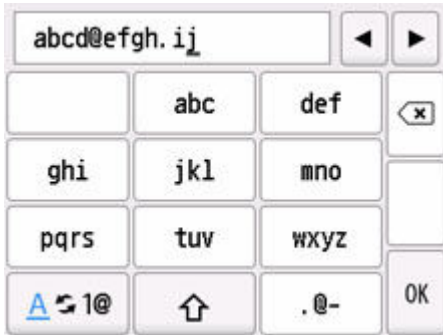 abcd@efgh.ij
abc def
ghi jkl mno
pqrs tuv wxyz
A 1@ .@- OK